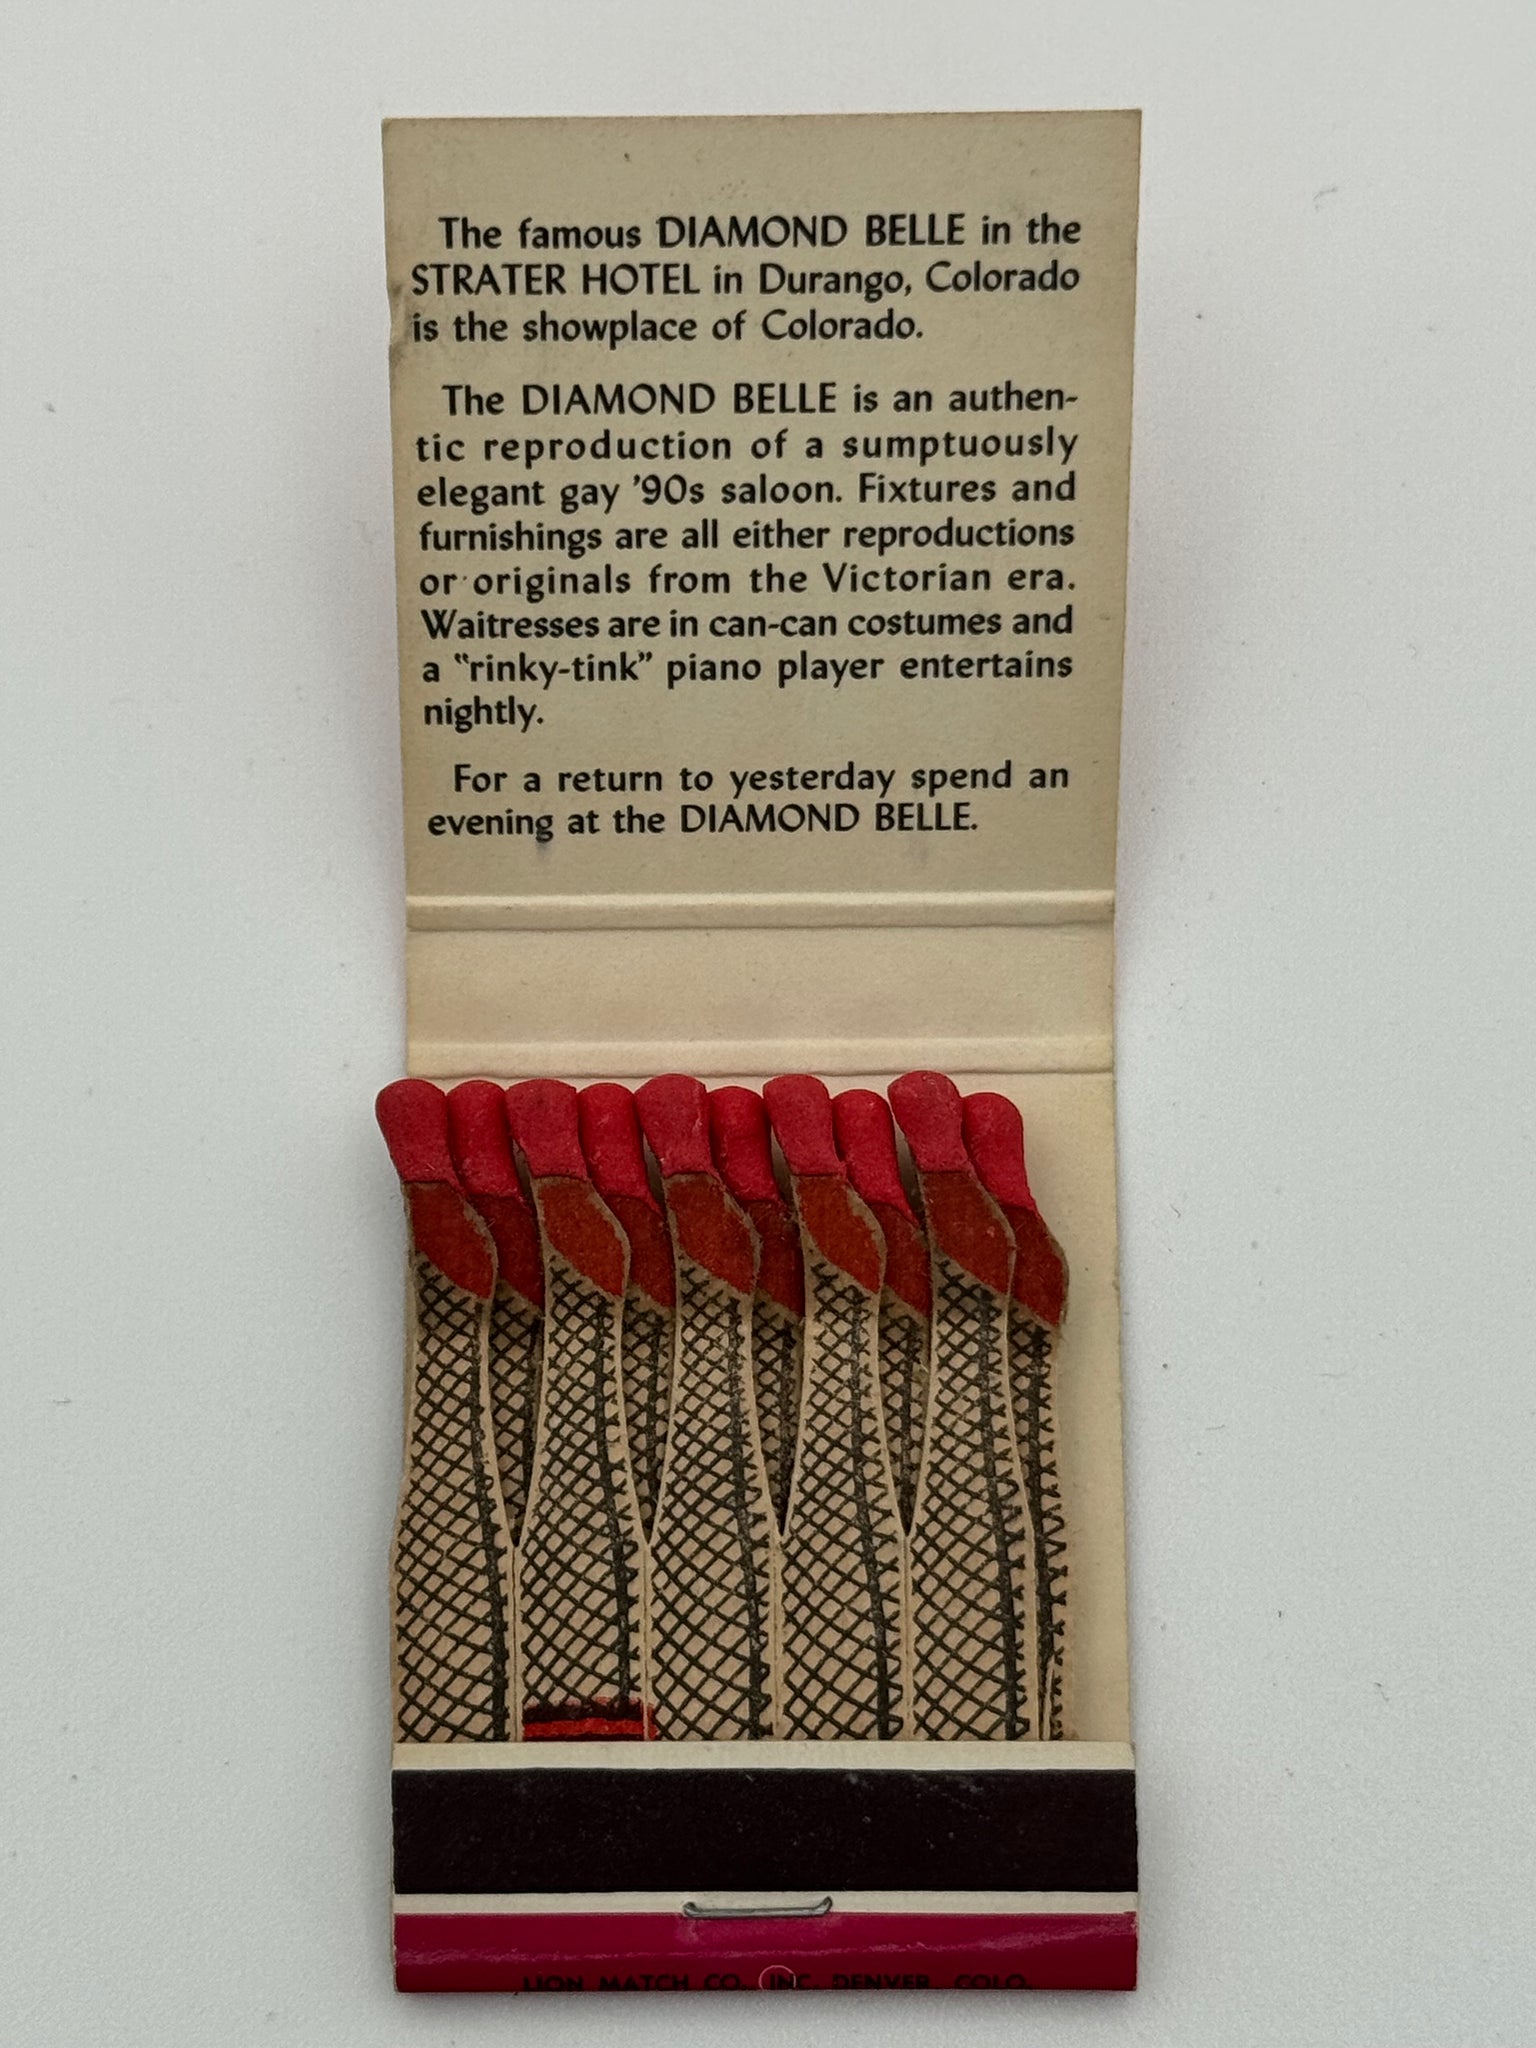 The famous DIAMOND BELLE in the
STRATER HOTEL in Durango, Colorado
is the showplace of Colorado.
The DIAMOND BELLE is an authen-
tic reproduction of a sumptuously
elegant gay '90s saloon. Fixtures and
furnishings are all either reproductions
or originals from the Victorian era.
Waitresses are in can-can costumes and
a "rinky-tink" piano player entertains
nightly.
For a return to yesterday spend an
evening at the DIAMOND BELLE.
LION MATCH CO. INC. DENVER, COLO.